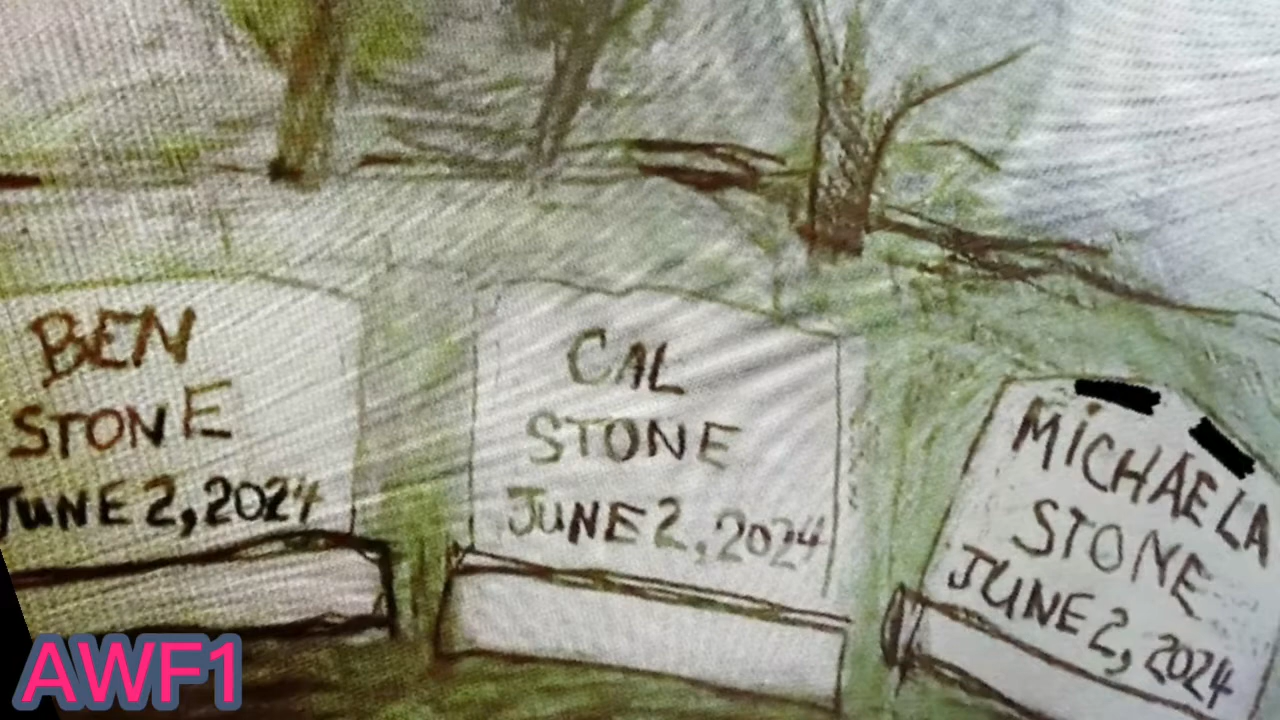 BEN
STONE
JUNE 2, 2024
CAL
STONE
JUNE 2, 2024
MICHAELA
STONE
JUNE 2, 2024
AWF1